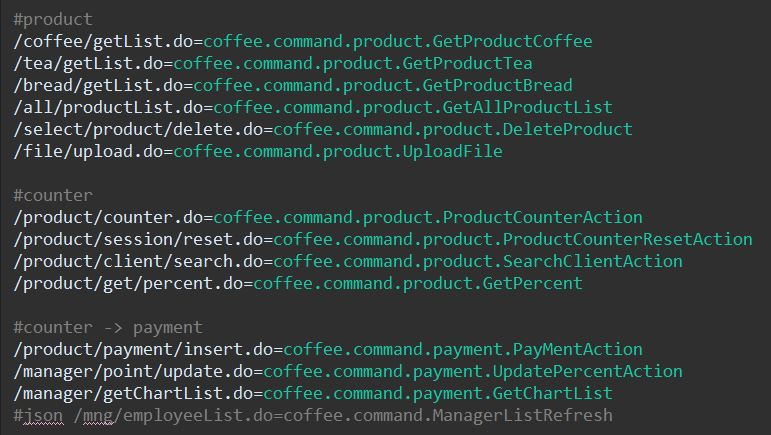 #product
/coffee/getList.do=coffee.command.product.GetProductCoffee
/tea/getList.do=coffee.command.product.GetProductTea
/bread/getList.do=coffee.command.product.GetProductBread
/all/productList.do=coffee.command.product.GetAllProductList
/select/product/delete.do=coffee.command.product.DeleteProduct
/file/upload.do=coffee.command.product.UploadFile
#counter
/product/counter.do=coffee.command.product.ProductCounterAction
/product/session/reset.do=coffee.command.product.ProductCounterResetAction
/product/client/search.do=coffee.command.product.SearchClientAction
/product/get/percent.do=coffee.command.product.GetPercent
#counter -> payment
/product/payment/insert.do=coffee.command.payment.PayMentAction
/manager/point/update.do=coffee.command.payment.UpdatePercentAction
/manager/getChartList.do=coffee.command.payment.GetChartList
#json /mng/employeeList.do=coffee.command.ManagerListRefresh